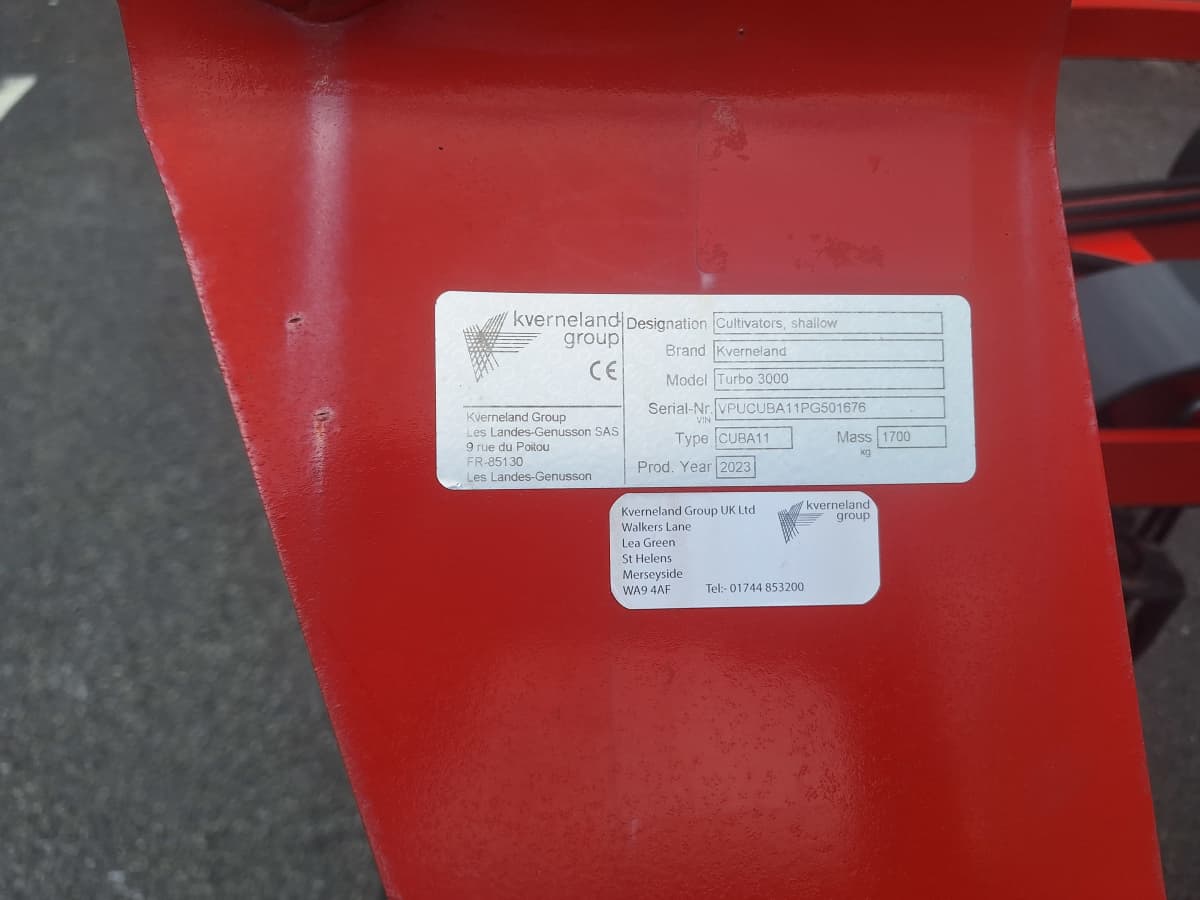 kverneland
group
CE
Kverneland Group
Les Landes-Genusson SAS
9 rue du Poitou
FR-85130
Les Landes-Genusson
Designation Cultivators, shallow
Brand Kverneland
Model Turbo 3000
Serial-Nr. VPUCUBA11PG501676
VIN
Type CUBA11 Mass 1700
kg
Prod. Year 2023
Kverneland Group UK Ltd
Walkers Lane
Lea Green
St Helens
Merseyside
WA9 4AF Tel:- 01744 853200
kverneland
group